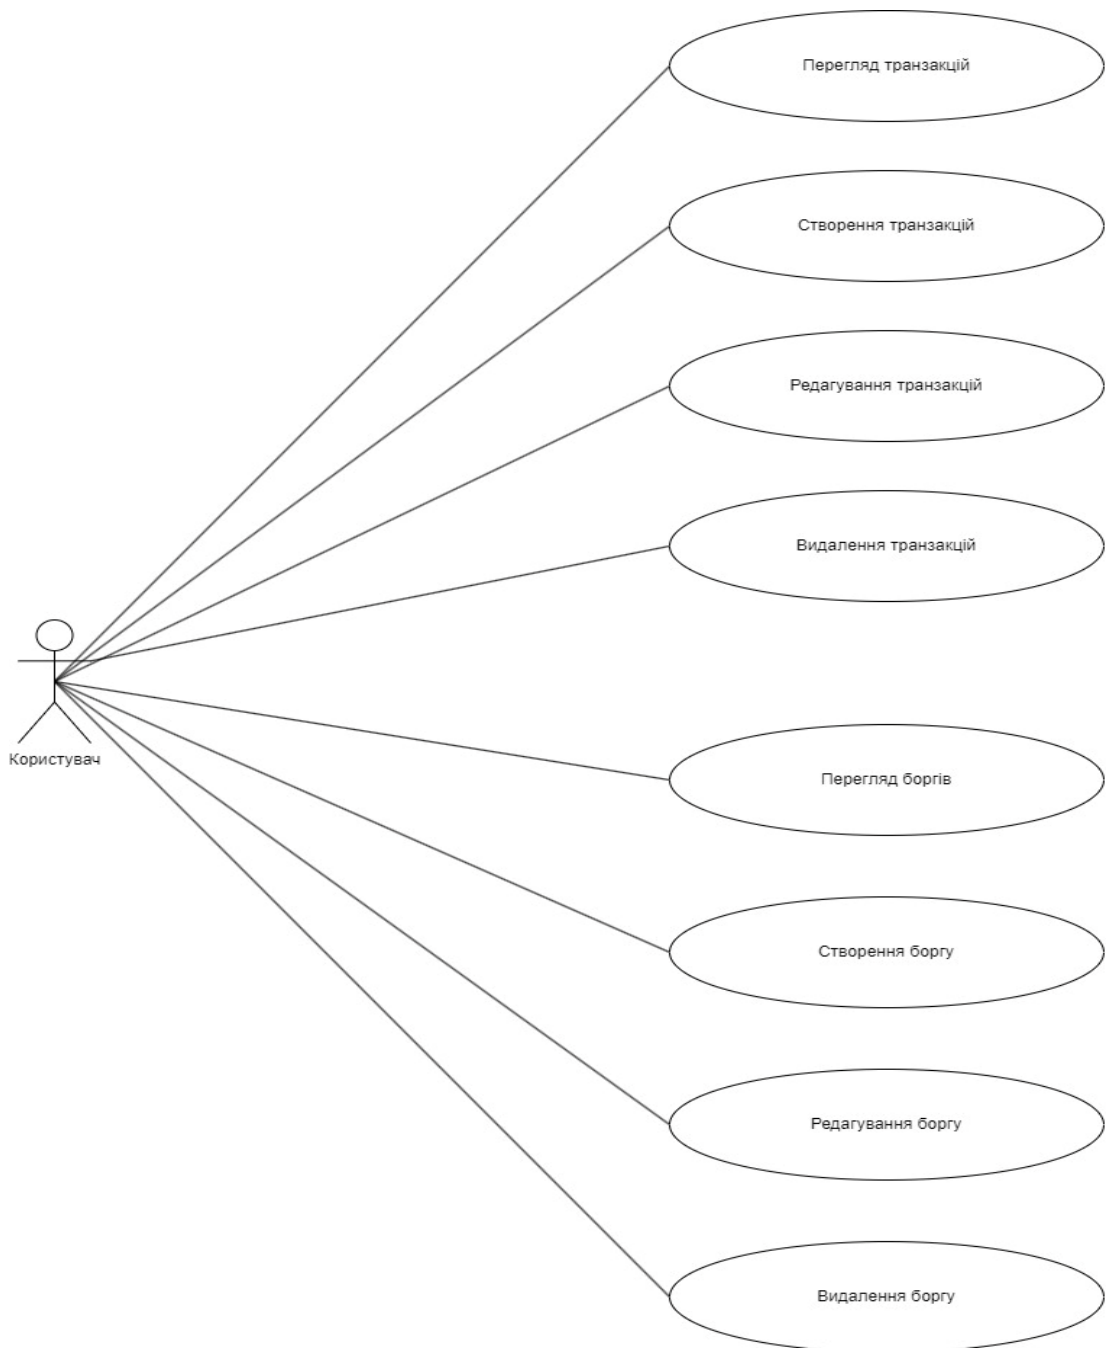 Перегляд транзакцій
Створення транзакцій
Редагування транзакцій
Видалення транзакцій
Користувач
Перегляд боргів
Створення боргу
Редагування боргу
Видалення боргу